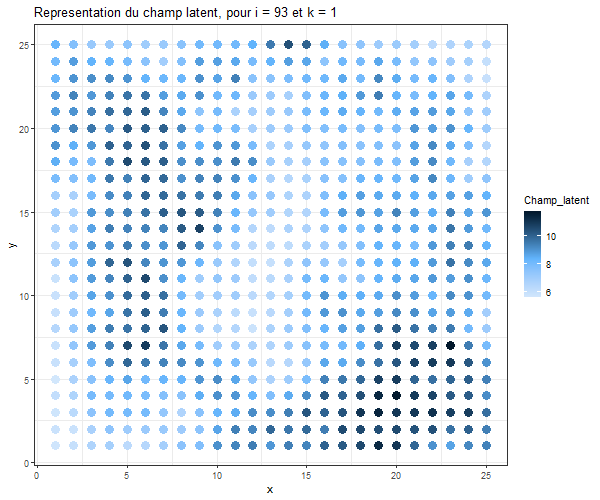 Representation du champ latent, pour i = 93 et k = 1
25
20
15
10
5
0
y
0 5 10 15 20 25
x
Champ_latent
10
8
6